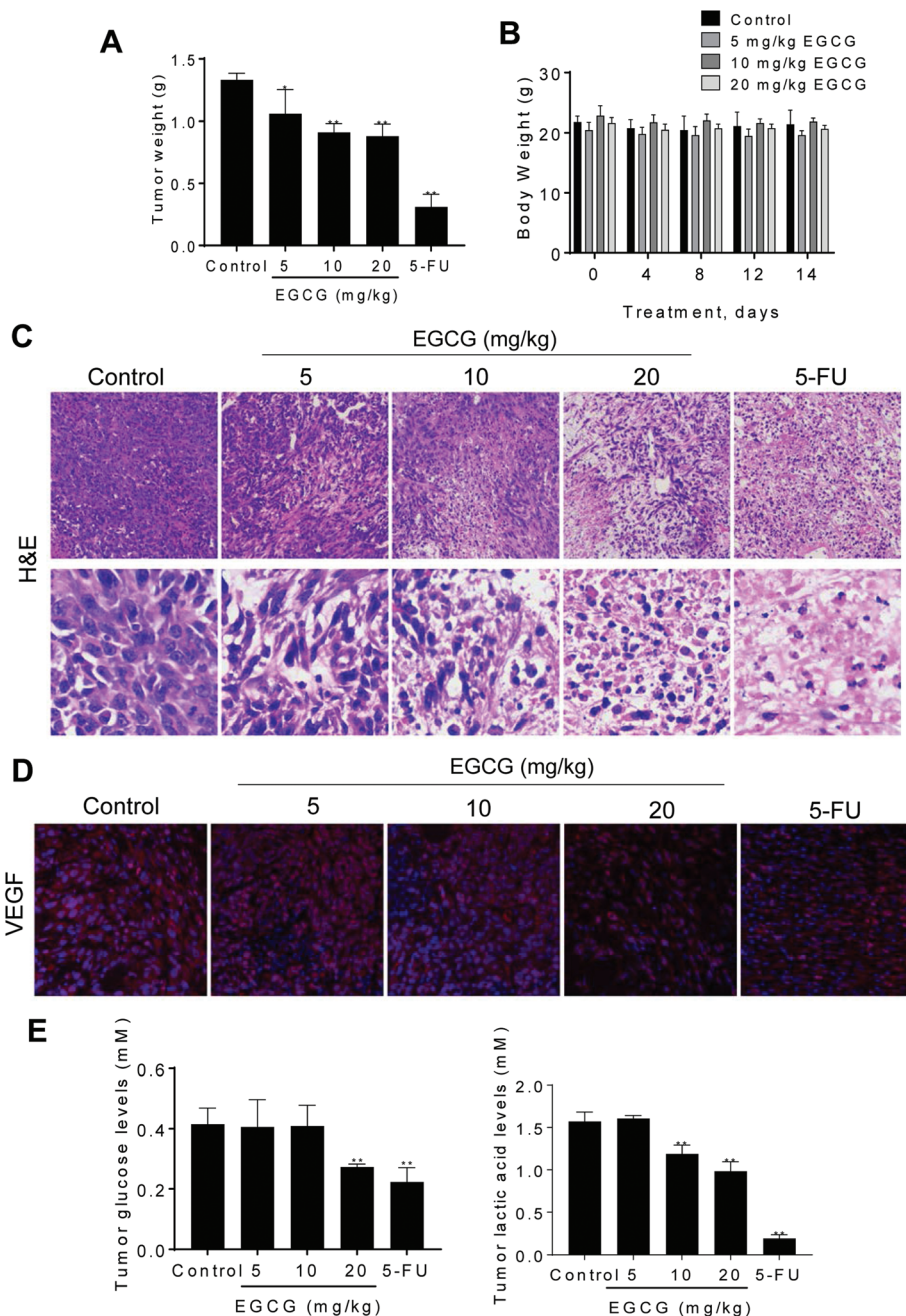 A
Tumor weight (g)
1.5
1.0
0.5
0.0
*
**
**
**
Control
5
10
20
5-FU
EGCG (mg/kg)
B
Control
5 mg/kg EGCG
10 mg/kg EGCG
20 mg/kg EGCG
Body Weight (g)
30
20
10
0
0
4
8
12
14
Treatment, days
C
EGCG (mg/kg)
Control
5
10
20
5-FU
H&E
D
EGCG (mg/kg)
Control
5
10
20
5-FU
VEGF
E
Tumor glucose levels (mM)
0.6
0.4
0.2
0.0
**
**
Control
5
10
20
5-FU
EGCG (mg/kg)
Tumor lactic acid levels (mM)
2.0
1.5
1.0
0.5
0.0
**
**
**
Control
5
10
20
5-FU
EGCG (mg/kg)